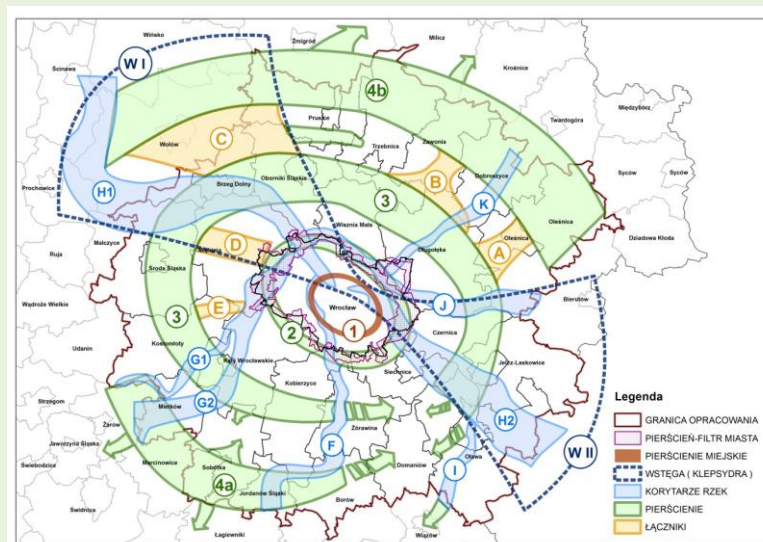 Wińsko
Żmigród
Milicz
Krośnice
Ścinawa
W I
4b
Twardogóra
Międzybórz
Prusice
C
Wołów
Trzebnica
Zawonia
Syców
Syców
Dobroszyce
B
Prochowice
H1
Brzeg Dolny
Oborniki Śląskie
3
K
Oleśnica
Oleśnica
Dziadowa Kłoda
Wisznia Mała
Długołęka
A
Malczyce
Ruja
D
Środa Śląska
Bierutów
Wądroże Wielkie
J
E
Wrocław
3
2
1
Czernica
Udanin
Kostomłoty
G1
Kąty Wrocławskie
Siechnice
Jelcz-Laskowice
Kobierzyce
Strzegom
Mietków
G2
H2
Żarów
F
Żórawina
Oława
W II
Jaworzyna Śląska
Świebodzice
Marcinowice
Sobótka
Domaniów
I
4a
Jordanów Śląski
Borów
Świdnica
Łagiewniki
Wiązów
Legenda
GRANICA OPRACOWANIA
PIERŚCIEŃ-FILTR MIASTA
PIERŚCIENIE MIEJSKIE
WSTĘGA ( KLEPSYDRA )
KORYTARZE RZEK
PIERŚCIENIE
ŁĄCZNIKI